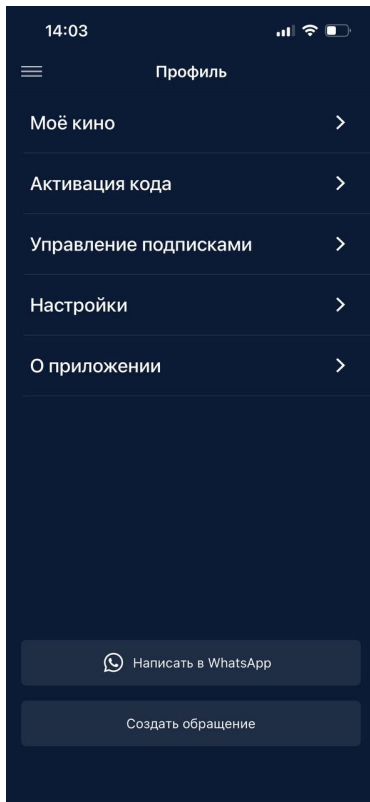 14:03
Профиль
Моё кино
Активация кода
Управление подписками
Настройки
О приложении
Написать в WhatsApp
Создать обращение